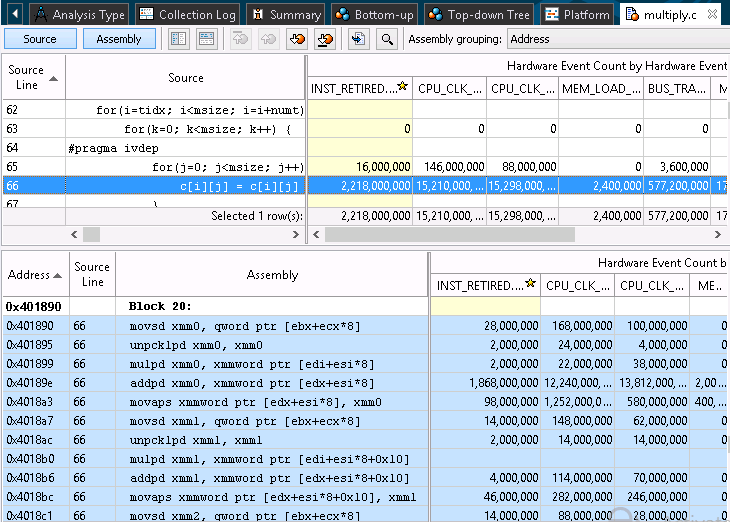 Analysis Type Collection Log Summary Bottom-up Top-down Tree Platform multiply.c
Source Assembly Assembly grouping: Address
Hardware Event Count by Hardware Event
Source Line Source INST_RETIRED.... CPU_CLK_... CPU_CLK_... MEM_LOAD_... BUS_TRA... M
62 for(i=tidx; i<msize; i=i+numt)
63 for(k=0; k<msize; k++) { 0 0 0 0 0
64 #pragma ivdep
65 for(j=0; j<msize; j++) 16,000,000 146,000,000 88,000,000 0 3,600,000
66 c[i][j] = c[i][j] 2,218,000,000 15,210,000, ... 15,298,000, ... 2,400,000 577,200,000 17
67 }
Selected 1 row(s): 2,218,000,000 15,210,000, ... 15,298,000, ... 2,400,000 577,200,000 17
Hardware Event Count b
Address Source Line Assembly INST_RETIRED.... CPU_CLK_... CPU_CLK_... ME...
0x401890 Block 20:
0x401890 66 movsd xmm0, qword ptr [ebx+ecx*8] 28,000,000 168,000,000 100,000,000 0
0x401895 66 unpcklpd xmm0, xmm0 2,000,000 24,000,000 4,000,000 0
0x401899 66 mulpd xmm0, xmmword ptr [edi+esi*8] 2,000,000 22,000,000 38,000,000 0
0x40189e 66 addpd xmm0, xmmword ptr [edx+esi*8] 1,868,000,000 12,240,000, ... 13,812,000, ... 2,00...
0x4018a3 66 movaps xmmword ptr [edx+esi*8], xmm0 98,000,000 1,252,000,0... 580,000,000 400, ...
0x4018a7 66 movsd xmm1, qword ptr [ebx+ecx*8] 14,000,000 148,000,000 62,000,000 0
0x4018ac 66 unpcklpd xmm1, xmm1 2,000,000 14,000,000 14,000,000 0
0x4018b0 66 mulpd xmm1, xmmword ptr [edi+esi*8+0x10]
0x4018b6 66 addpd xmm1, xmmword ptr [edx+esi*8+0x10] 4,000,000 114,000,000 70,000,000 0
0x4018bc 66 movaps xmmword ptr [edx+esi*8+0x10], xmm1 46,000,000 282,000,000 246,000,000 0
0x4018c1 66 movsd xmm2, qword ptr [ebx+ecx*8] 14,000,000 88,000,000 28,000,000 0